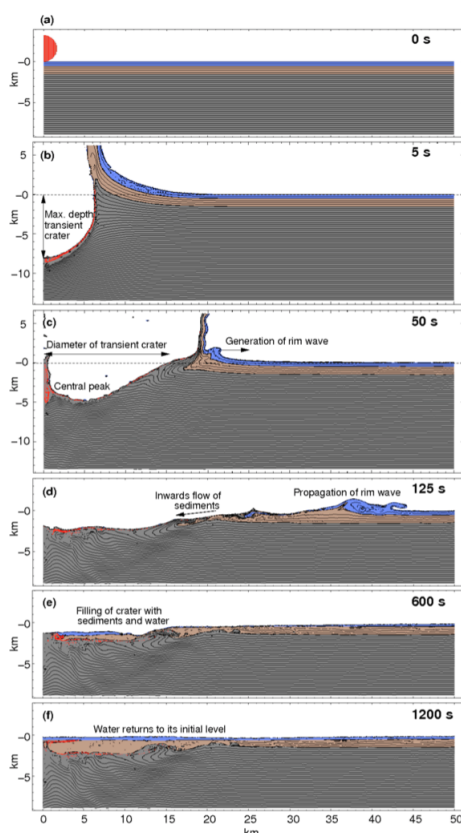 (a)
0 s
−0
−5
km
(b)
5 s
5
−0
−5
−10
km
Max. depth
transient
crater
(c)
50 s
5
−0
−5
−10
km
Diameter of transient crater
Generation of rim wave
Central peak
(d)
125 s
−0
−5
km
Inwards flow of
sediments
Propagation of rim wave
(e)
600 s
−0
−5
km
Filling of crater with
sediments and water
(f)
1200 s
−0
−5
km
Water returns to its initial level
0 5 10 15 20 25 30 35 40 45 50
km